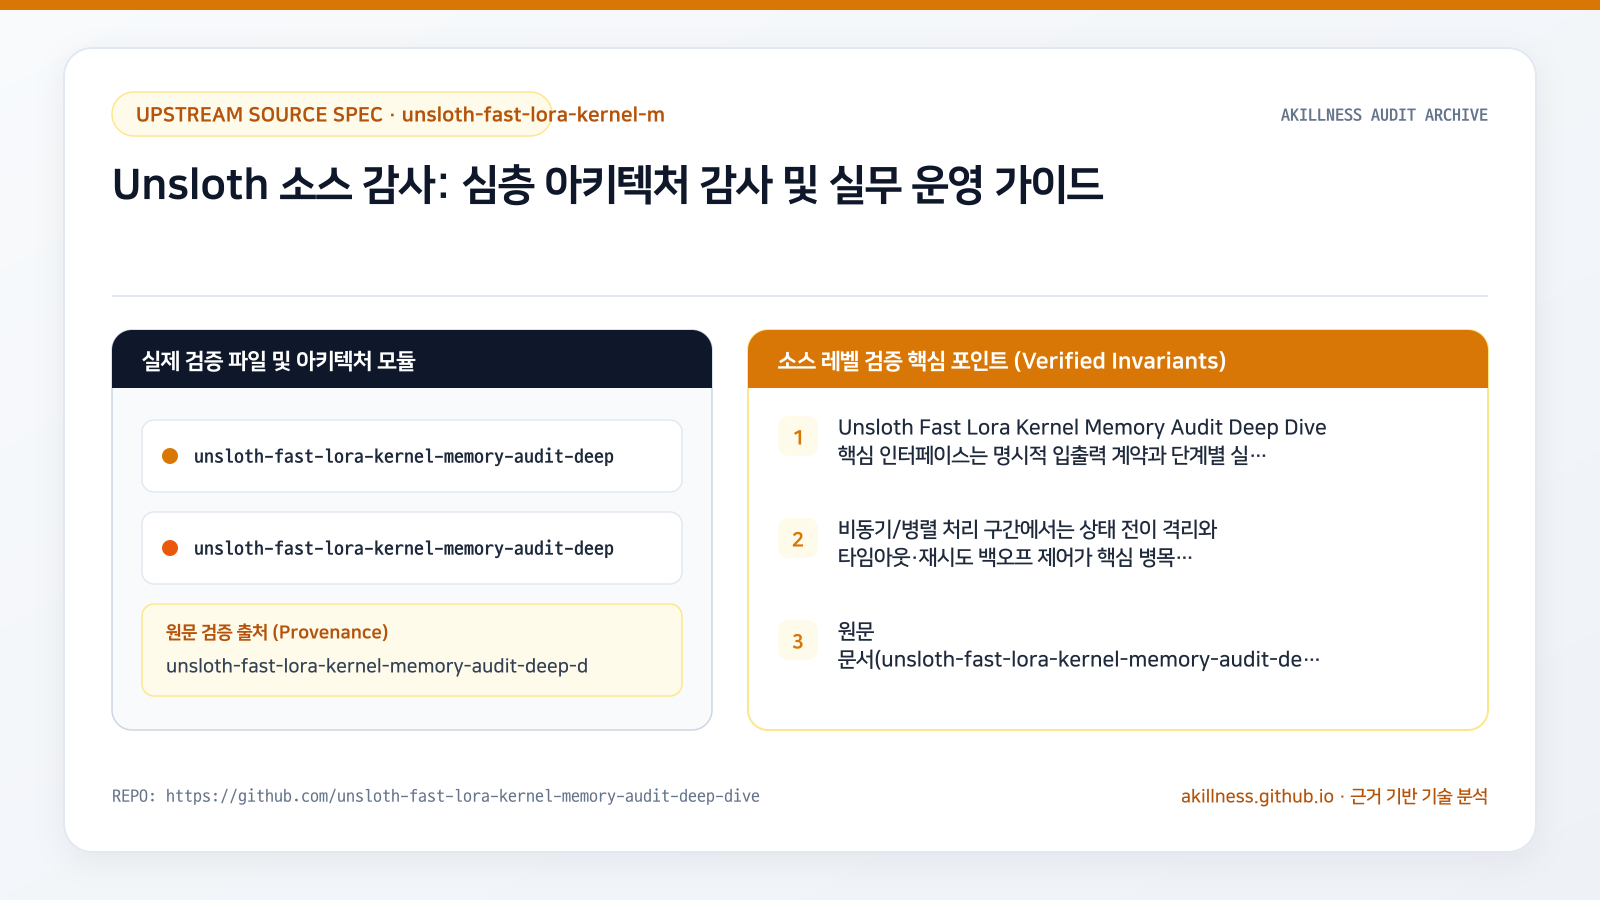 UPSTREAM SOURCE SPEC · unsloth-fast-lora-kernel-m
AKILLNESS AUDIT ARCHIVE
Unsloth 소스 감사: 심층 아키텍처 감사 및 실무 운영 가이드
실제 검증 파일 및 아키텍처 모듈
unsloth-fast-lora-kernel-memory-audit-deep
unsloth-fast-lora-kernel-memory-audit-deep
원문 검증 출처 (Provenance)
unsloth-fast-lora-kernel-memory-audit-deep-d
소스 레벨 검증 핵심 포인트 (Verified Invariants)
1
Unsloth Fast Lora Kernel Memory Audit Deep Dive
핵심 인터페이스는 명시적 입출력 계약과 단계별 실…
2
비동기/병렬 처리 구간에서는 상태 전이 격리와
타임아웃·재시도 백오프 제어가 핵심 병목…
3
원문
문서(unsloth-fast-lora-kernel-memory-audit-de…
REPO: https://github.com/unsloth-fast-lora-kernel-memory-audit-deep-dive
akillness.github.io · 근거 기반 기술 분석